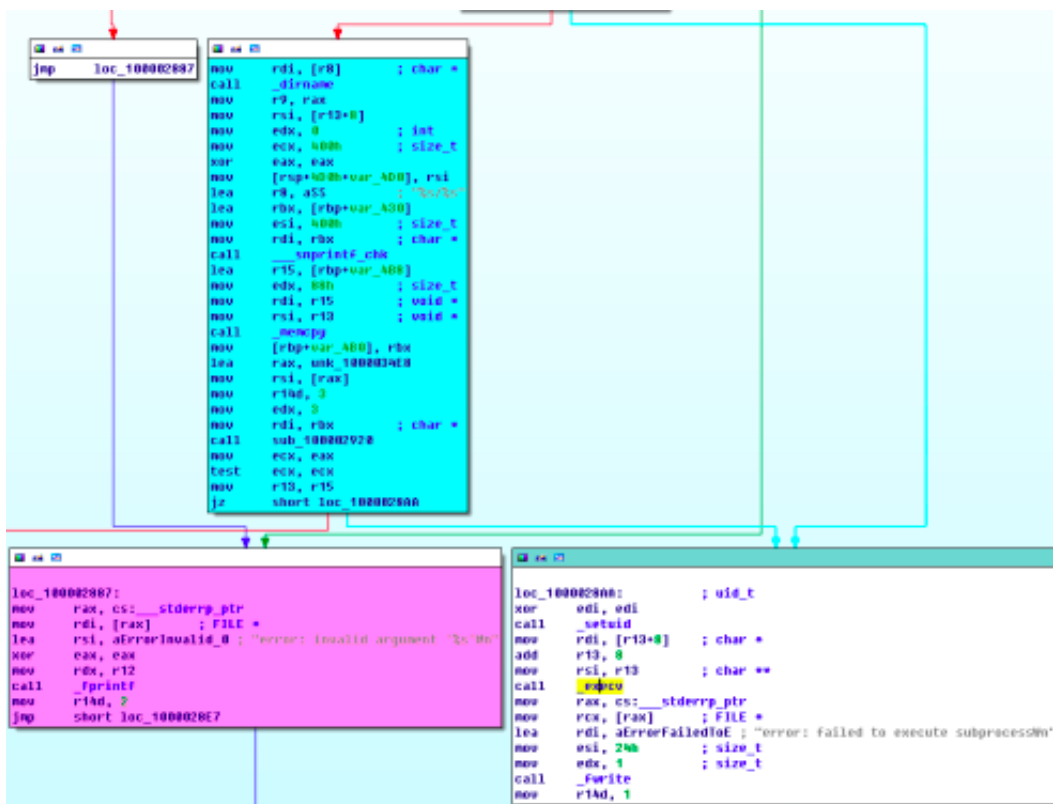 jmp loc_100002887
mov rdi, [r8] ; char *
call _dirname
mov r9, rax
mov rsi, [r13+8]
mov edx, 0 ; int
mov ecx, 400h ; size_t
xor eax, eax
mov [rsp+4D0h+var_4D0], rsi
lea r8, aSS ; "%s/%s"
lea rbx, [rbp+var_430]
mov esi, 400h ; size_t
mov rdi, rbx ; char *
call ___snprintf_chk
lea r15, [rbp+var_4B8]
mov edx, 88h ; size_t
mov rdi, r15 ; void *
mov rsi, r13 ; void *
call _memcpy
mov [rbp+var_4B0], rbx
lea rax, unk_1000034E8
mov rsi, [rax]
mov r14d, 3
mov edx, 3
mov rdi, rbx ; char *
call sub_100002920
mov ecx, eax
test ecx, ecx
mov r13, r15
jz short loc_1000028AA
loc_100002887:
mov rax, cs:___stderrp_ptr
mov rdi, [rax] ; FILE *
lea rsi, aErrorInvalid_0 ; "error: invalid argument '%s'₩n"
xor eax, eax
mov rdx, r12
call _fprintf
mov r14d, 2
jmp short loc_1000028E7
loc_1000028AA: ; uid_t
xor edi, edi
call _setuid
mov rdi, [r13+8] ; char *
add r13, 8
mov rsi, r13 ; char **
call _execv
mov rax, cs:___stderrp_ptr
mov rcx, [rax] ; FILE *
lea rdi, aErrorFailedToE ; "error: failed to execute subprocess₩n"
mov esi, 24h ; size_t
mov edx, 1 ; size_t
call _fwrite
mov r14d, 1